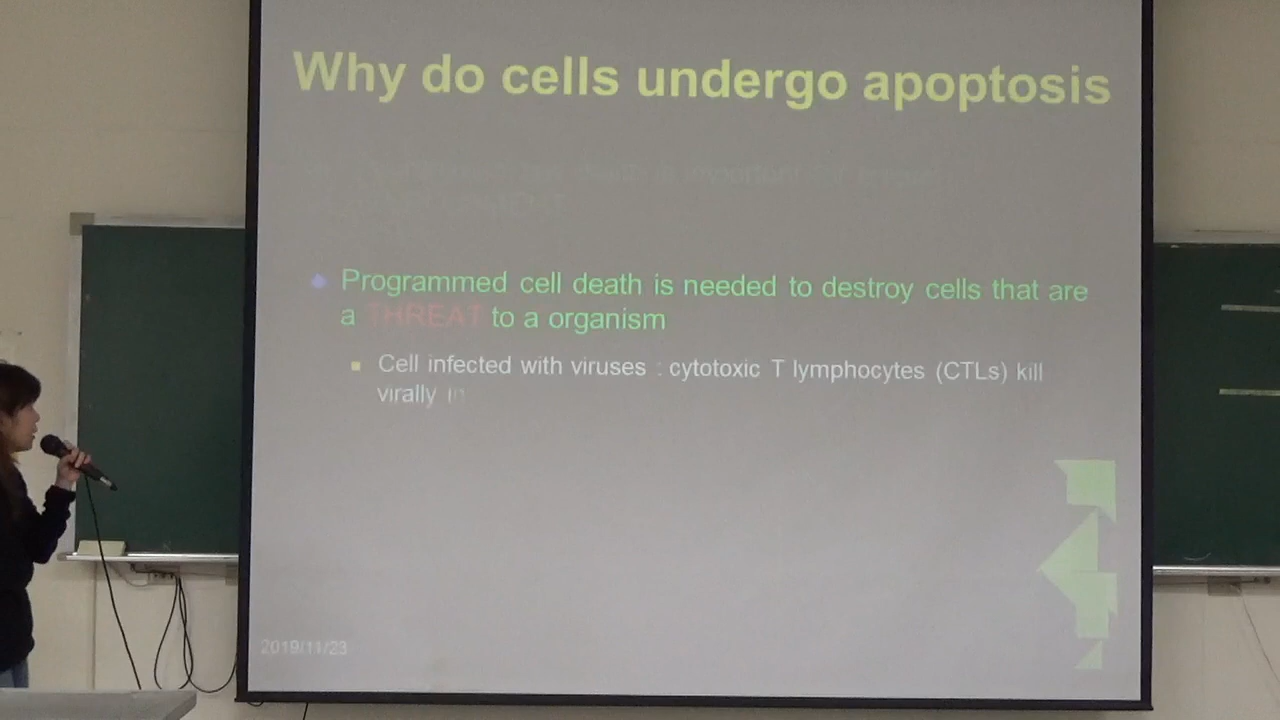 Why do cells undergo apoptosis
Programmed cell death is needed to destroy cells that are
a THREAT to a organism
Cell infected with viruses : cytotoxic T lymphocytes (CTLs) kill
virally
2019/11/23